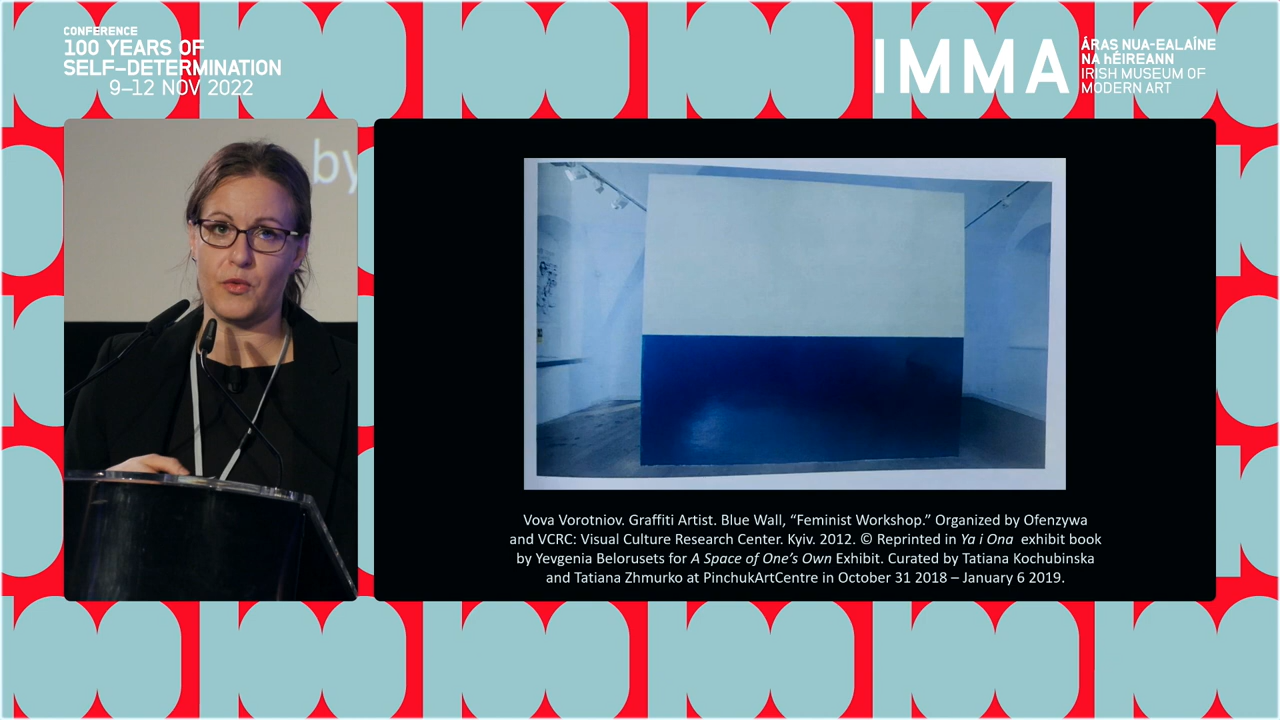 CONFERENCE
100 YEARS OF
SELF–DETERMINATION
9–12 NOV 2022
IMMA
ÁRAS NUA-EALAÍNE
NA hÉIREANN
IRISH MUSEUM OF
MODERN ART
by
Vova Vorotniov. Graffiti Artist. Blue Wall, “Feminist Workshop.” Organized by Ofenzywa
and VCRC: Visual Culture Research Center. Kyiv. 2012. © Reprinted in Ya i Ona exhibit book
by Yevgenia Belorusets for A Space of One’s Own Exhibit. Curated by Tatiana Kochubinska
and Tatiana Zhmurko at PinchukArtCentre in October 31 2018 – January 6 2019.